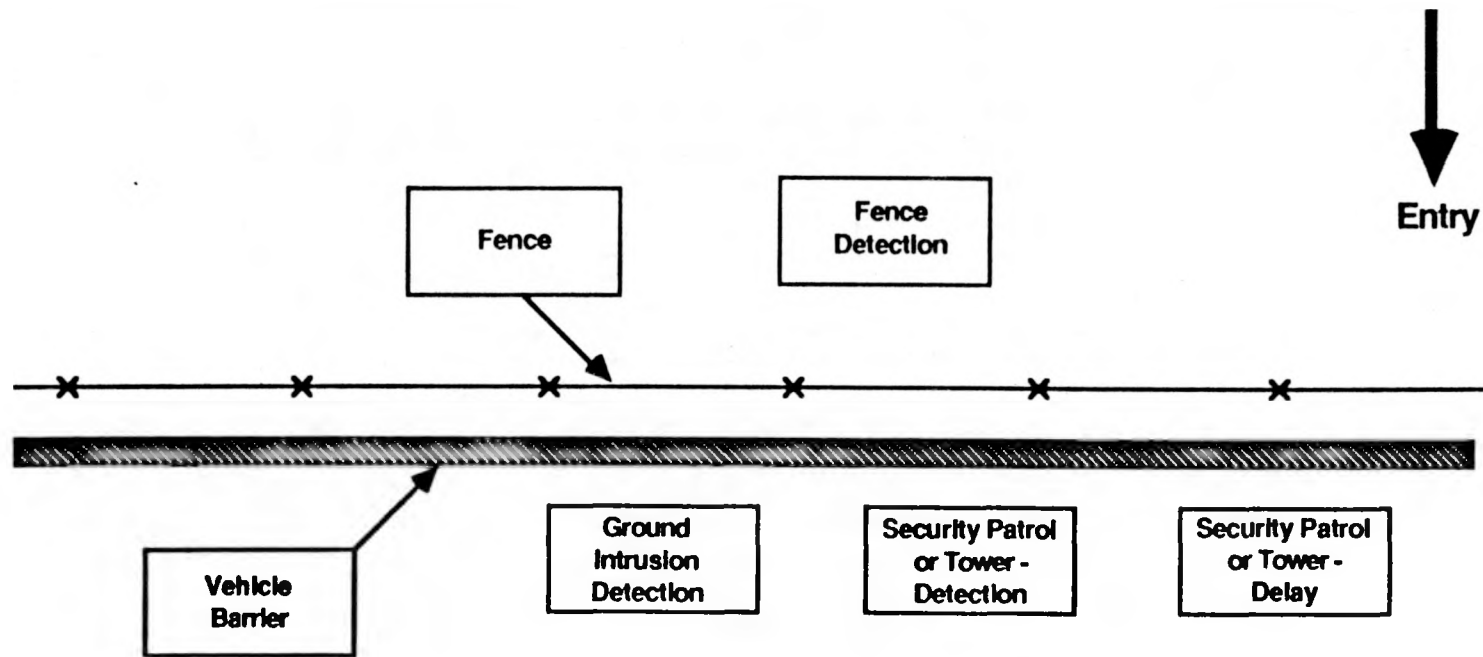 Fence
Fence
Detection
Entry
Ground
Intrusion
Detection
Security Patrol
or Tower -
Detection
Security Patrol
or Tower -
Delay
Vehicle
Barrier